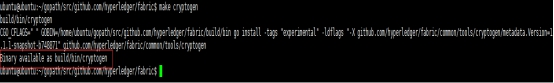 ubuntu@ubuntu:~/gopath/src/github.com/hyperledger/fabric$ make cryptogen
build/bin/cryptogen
CGO_CFLAGS=" " GOBIN=/home/ubuntu/gopath/src/github.com/hyperledger/fabric/build/bin go install -tags "experimental" -ldflags "-X github.com/hyperledger/fabric/common/tools/cryptogen/metadata.Version=1
.1.1-snapshot-b748071" github.com/hyperledger/fabric/common/tools/cryptogen
Binary available as build/bin/cryptogen
ubuntu@ubuntu:~/gopath/src/github.com/hyperledger/fabric$